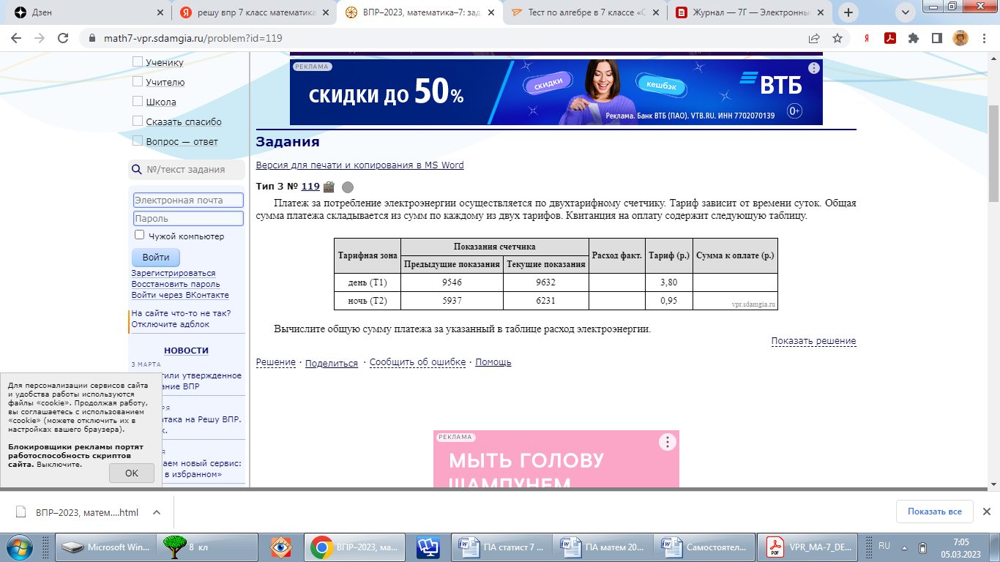 Дзен
решу впр 7 класс математика
ВПР–2023, математика–7: зад
Тест по алгебре в 7 классе «С
Журнал — 7Г — Электронны
math7-vpr.sdamgia.ru/problem?id=119
Ученику
Учителю
Школа
Сказать спасибо
Вопрос — ответ
№/текст задания
Электронная почта
Пароль
Чужой компьютер
Войти
Зарегистрироваться
Восстановить пароль
Войти через ВКонтакте
На сайте что-то не так?
Отключите адблок
НОВОСТИ
3 МАРТА
тили утвержденное
ание ВПР
РЯ
атака на Решу ВПР.
к.
Я
аем новый сервис:
в избранном»
РЕКЛАМА
СКИДКИ ДО 50%
скидки
кешбэк
ВТБ
Реклама. Банк ВТБ (ПАО). VTB.RU. ИНН 7702070139
0+
Задания
Версия для печати и копирования в MS Word
Тип 3 № 119
Платеж за потребление электроэнергии осуществляется по двухтарифному счетчику. Тариф зависит от времени суток. Общая
сумма платежа складывается из сумм по каждому из двух тарифов. Квитанция на оплату содержит следующую таблицу.
Тарифная зона Показания счетчика Расход факт. Тариф (р.) Сумма к оплате (р.)
Предыдущие показания Текущие показания
день (Т1) 9546 9632 3,80
ночь (Т2) 5937 6231 0,95
vpr.sdamgia.ru
Вычислите общую сумму платежа за указанный в таблице расход электроэнергии.
Показать решение
Решение · Поделиться · Сообщить об ошибке · Помощь
РЕКЛАМА
МЫТЬ ГОЛОВУ
ШАМПУНЕМ
Для персонализации сервисов сайта
и удобства работы используются
файлы «cookie». Продолжая работу,
вы соглашаетесь с использованием
«cookie» (можете отключить их в
настройках вашего браузера).
Блокировщики рекламы портят
работоспособность скриптов
сайта. Выключите.
OK
ВПР–2023, матем....html
Показать все
Microsoft Win...
8 кл
ВПР–2023, ма...
ПА статист 7 ...
ПА матем 20...
Самостоятел...
VPR_MA-7_DE...
RU
7:05
05.03.2023